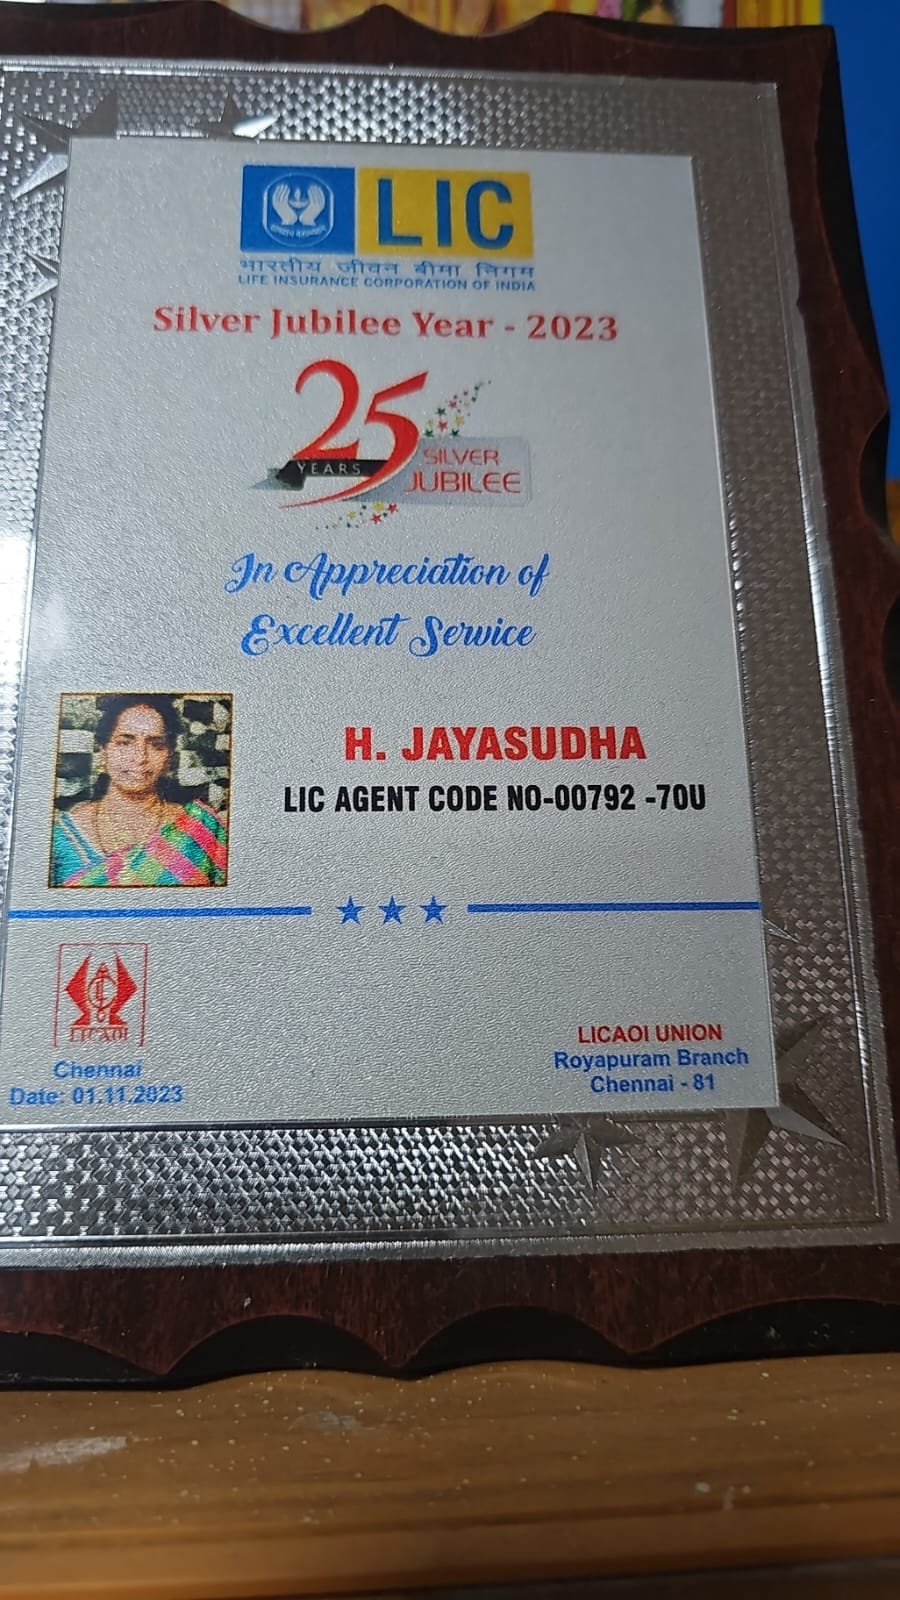 LIC
भारतीय जीवन बीमा निगम
LIFE INSURANCE CORPORATION OF INDIA
Silver Jubilee Year - 2023
25
YEARS
SILVER
JUBILEE
In Appreciation of
Excellent Service
H. JAYASUDHA
LIC AGENT CODE NO-00792 -70U
LICAOI
Chennai
Date: 01.11.2023
LICAOI UNION
Royapuram Branch
Chennai - 81